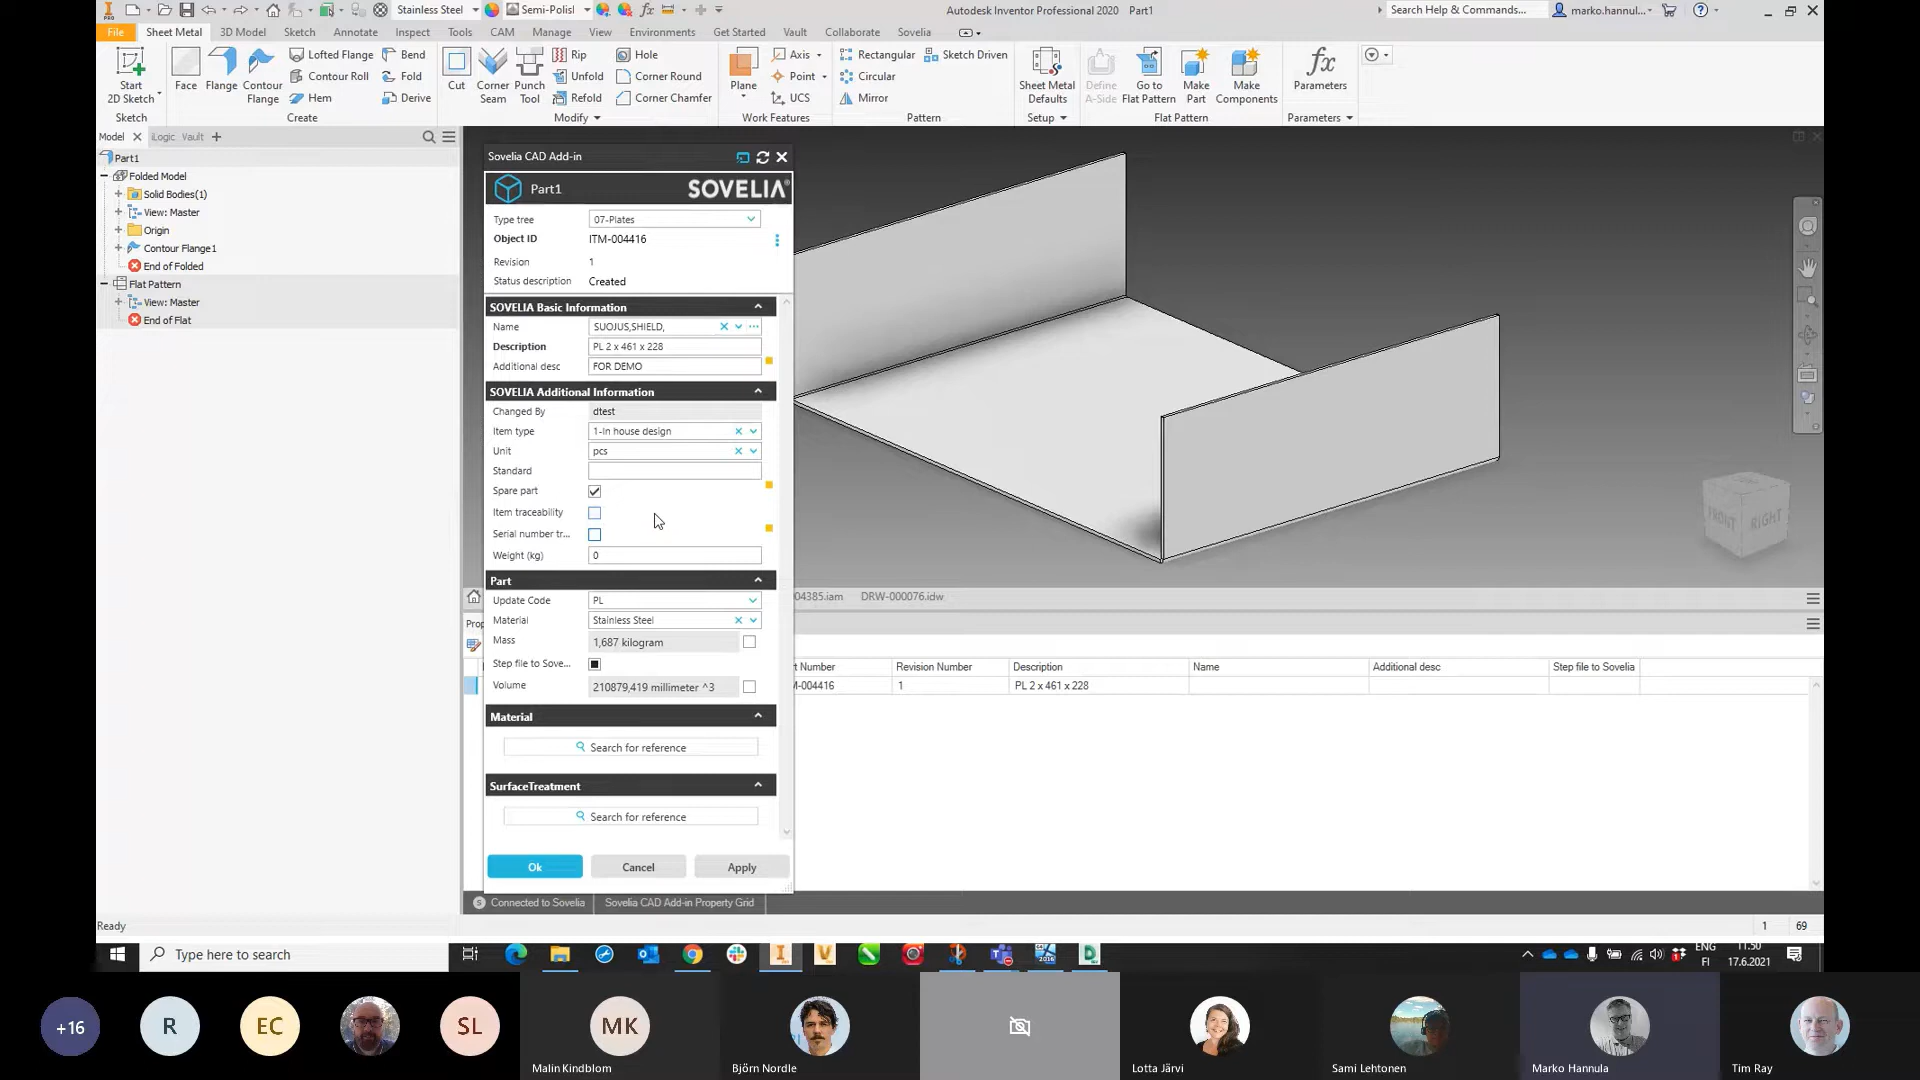 Stainless Steel
Semi-Polisl
fx
Autodesk Inventor Professional 2020 Part1
Search Help & Commands...
marko.hannul...
File
Sheet Metal
3D Model
Sketch
Annotate
Inspect
Tools
CAM
Manage
View
Environments
Get Started
Vault
Collaborate
Sovelia
Start
2D Sketch
Face
Flange
Contour
Flange
Lofted Flange
Contour Roll
Hem
Bend
Fold
Derive
Cut
Corner
Seam
Punch
Tool
Rip
Unfold
Refold
Hole
Corner Round
Corner Chamfer
Plane
Axis
Point
UCS
Rectangular
Circular
Mirror
Sketch Driven
Sheet Metal
Defaults
Define
A-Side
Go to
Flat Pattern
Make
Part
Make
Components
fx
Parameters
Sketch
Create
Modify
Work Features
Pattern
Setup
Flat Pattern
Parameters
Model
iLogic
Vault
Part1
Folded Model
Solid Bodies(1)
View: Master
Origin
Contour Flange1
End of Folded
Flat Pattern
View: Master
End of Flat
Sovelia CAD Add-in
Part1
SOVELIA
Type tree
07-Plates
Object ID
ITM-004416
Revision
1
Status description
Created
SOVELIA Basic Information
Name
SUOJUS,SHIELD,
Description
PL 2 x 461 x 228
Additional desc
FOR DEMO
SOVELIA Additional Information
Changed By
dtest
Item type
1-In house design
Unit
pcs
Standard
Spare part
Item traceability
Serial number tr...
Weight (kg)
0
Part
Update Code
PL
Material
Stainless Steel
Mass
1,687 kilogram
Step file to Sove...
Volume
210879,419 millimeter ^3
Material
Search for reference
SurfaceTreatment
Search for reference
Ok
Cancel
Apply
FRONT
RIGHT
04385.iam
DRW-000076.idw
Prop
t Number
Revision Number
Description
Name
Additional desc
Step file to Sovelia
M-004416
1
PL 2 x 461 x 228
Connected to Sovelia
Sovelia CAD Add-in Property Grid
Ready
1
69
Type here to search
ENG
FI
11.50
17.6.2021
+16
R
EC
SL
MK
Malin Kindblom
Björn Nordle
Lotta Järvi
Sami Lehtonen
Marko Hannula
Tim Ray